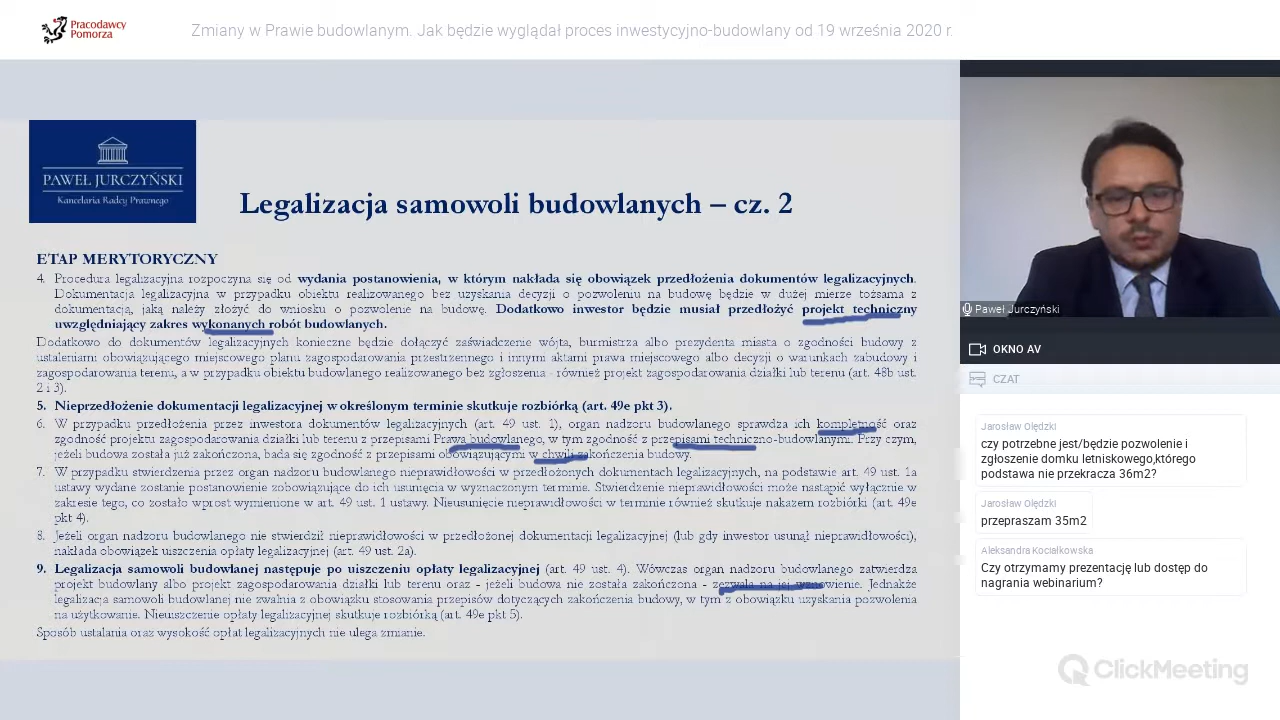 Pracodawcy
Pomorza
Zmiany w Prawie budowlanym. Jak będzie wyglądał proces inwestycyjno-budowlany od 19 września 2020 r.
PAWEŁ JURCZYŃSKI
Kancelaria Radcy Prawnego
Legalizacja samowoli budowlanych – cz. 2
ETAP MERYTORYCZNY
4. Procedura legalizacyjna rozpoczyna się od wydania postanowienia, w którym nakłada się obowiązek przedłożenia dokumentów legalizacyjnych.
Dokumentacja legalizacyjna w przypadku obiektu realizowanego bez uzyskania decyzji o pozwoleniu na budowę będzie w dużej mierze tożsama z
dokumentacją, jaką należy złożyć do wniosku o pozwolenie na budowę. Dodatkowo inwestor będzie musiał przedłożyć projekt techniczny
uwzględniający zakres wykonanych robót budowlanych.
Dodatkowo do dokumentów legalizacyjnych konieczne będzie dołączyć zaświadczenie wójta, burmistrza albo prezydenta miasta o zgodności budowy z
ustaleniami obowiązującego miejscowego planu zagospodarowania przestrzennego i innymi aktami prawa miejscowego albo decyzji o warunkach zabudowy i
zagospodarowania terenu, a w przypadku obiektu budowlanego realizowanego bez zgłoszenia - również projekt zagospodarowania działki lub terenu (art. 48b ust.
2 i 3).
5. Nieprzedłożenie dokumentacji legalizacyjnej w określonym terminie skutkuje rozbiórką (art. 49e pkt 3).
6. W przypadku przedłożenia przez inwestora dokumentów legalizacyjnych (art. 49 ust. 1), organ nadzoru budowlanego sprawdza ich kompletność oraz
zgodność projektu zagospodarowania działki lub terenu z przepisami Prawa budowlanego, w tym zgodność z przepisami techniczno-budowlanymi. Przy czym,
jeżeli budowa została już zakończona, bada się zgodność z przepisami obowiązującymi w chwili zakończenia budowy.
7. W przypadku stwierdzenia przez organ nadzoru budowlanego nieprawidłowości w przedłożonych dokumentach legalizacyjnych, na podstawie art. 49 ust. 1a
ustawy wydane zostanie postanowienie zobowiązujące do ich usunięcia w wyznaczonym terminie. Stwierdzenie nieprawidłowości może nastąpić wyłącznie w
zakresie tego, co zostało wprost wymienione w art. 49 ust. 1 ustawy. Nieusunięcie nieprawidłowości w terminie również skutkuje nakazem rozbiórki (art. 49e
pkt 4).
8. Jeżeli organ nadzoru budowlanego nie stwierdził nieprawidłowości w przedłożonej dokumentacji legalizacyjnej (lub gdy inwestor usunął nieprawidłowości),
nakłada obowiązek uiszczenia opłaty legalizacyjnej (art. 49 ust. 2a).
9. Legalizacja samowoli budowlanej następuje po uiszczeniu opłaty legalizacyjnej (art. 49 ust. 4). Wówczas organ nadzoru budowlanego zatwierdza
projekt budowlany albo projekt zagospodarowania działki lub terenu oraz - jeżeli budowa nie została zakończona - zezwala na jej wznowienie. Jednakże
legalizacja samowoli budowlanej nie zwalnia z obowiązku stosowania przepisów dotyczących zakończenia budowy, w tym z obowiązku uzyskania pozwolenia
na użytkowanie. Nieuiszczenie opłaty legalizacyjnej skutkuje rozbiórką (art. 49e pkt 5).
Sposób ustalania oraz wysokość opłat legalizacyjnych nie ulega zmianie.
Paweł Jurczyński
OKNO AV
CZAT
Jarosław Olędzki
czy potrzebne jest/będzie pozwolenie i
zgłoszenie domku letniskowego,którego
podstawa nie przekracza 36m2?
Jarosław Olędzki
przepraszam 35m2
Aleksandra Kociałkowska
Czy otrzymamy prezentację lub dostęp do
nagrania webinarium?
ClickMeeting